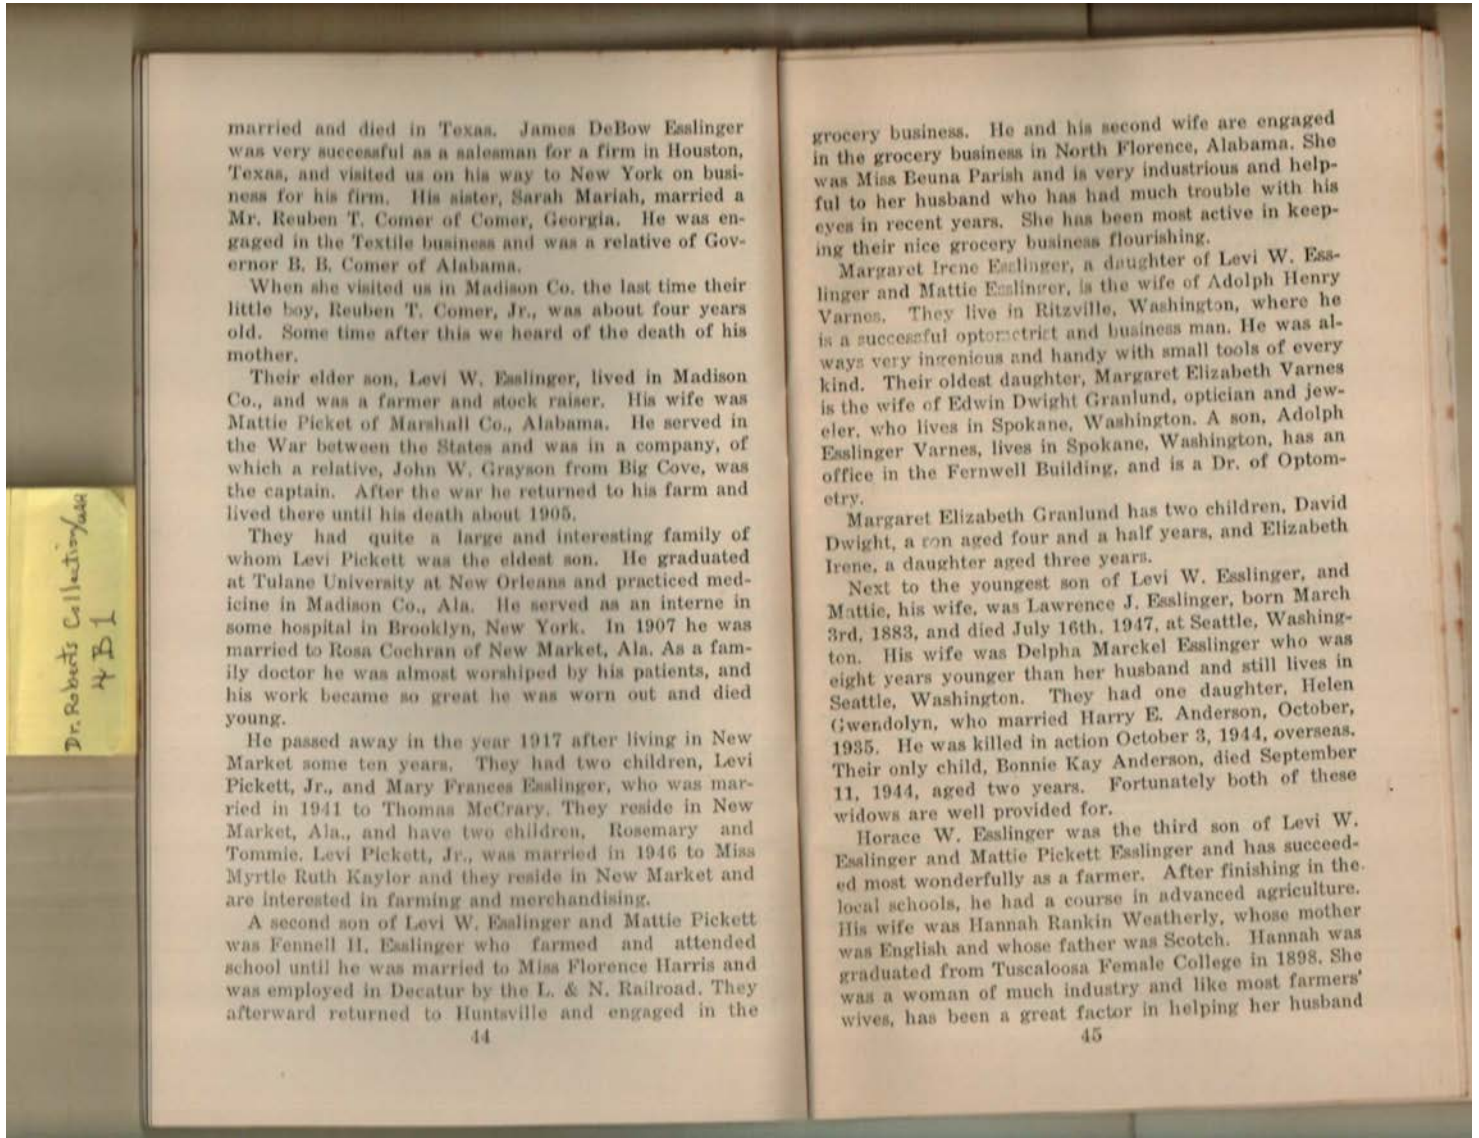 married and died in Texas. James DeBow Esslinger
was very successful as a salesman for a firm in Houston,
Texas, and visited us on his way to New York on busi-
ness for his firm. His sister, Sarah Mariah, married a
Mr. Reuben T. Comer of Comer, Georgia. He was en-
gaged in the Textile business and was a relative of Gov-
ernor B. B. Comer of Alabama.
When she visited us in Madison Co. the last time their
little boy, Reuben T. Comer, Jr., was about four years
old. Some time after this we heard of the death of his
mother.
Their elder son, Levi W. Esslinger, lived in Madison
Co., and was a farmer and stock raiser. His wife was
Mattie Picket of Marshall Co., Alabama. He served in
the War between the States and was in a company, of
which a relative, John W. Grayson from Big Cove, was
the captain. After the war he returned to his farm and
lived there until his death about 1905.
They had quite a large and interesting family of
whom Levi Pickett was the eldest son. He graduated
at Tulane University at New Orleans and practiced med-
icine in Madison Co., Ala. He served as an interne in
some hospital in Brooklyn, New York. In 1907 he was
married to Rosa Cochran of New Market, Ala. As a fam-
ily doctor he was almost worshiped by his patients, and
his work became so great he was worn out and died
young.
He passed away in the year 1917 after living in New
Market some ten years. They had two children, Levi
Pickett, Jr., and Mary Frances Esslinger, who was mar-
ried in 1941 to Thomas McCrary. They reside in New
Market, Ala., and have two children, Rosemary and
Tommie. Levi Pickett, Jr., was married in 1946 to Miss
Myrtle Ruth Kaylor and they reside in New Market and
are interested in farming and merchandising.
A second son of Levi W. Esslinger and Mattie Pickett
was Fennell H. Esslinger who farmed and attended
school until he was married to Miss Florence Harris and
was employed in Decatur by the L. & N. Railroad. They
afterward returned to Huntsville and engaged in the
44
grocery business. He and his second wife are engaged
in the grocery business in North Florence, Alabama. She
was Miss Beuna Parish and is very industrious and help-
ful to her husband who has had much trouble with his
eyes in recent years. She has been most active in keep-
ing their nice grocery business flourishing.
Margaret Irene Esslinger, a daughter of Levi W. Ess-
linger and Mattie Esslinger, is the wife of Adolph Henry
Varnes. They live in Ritzville, Washington, where he
is a successful optometrist and business man. He was al-
ways very ingenious and handy with small tools of every
kind. Their oldest daughter, Margaret Elizabeth Varnes
is the wife of Edwin Dwight Granlund, optician and jew-
eler, who lives in Spokane, Washington. A son, Adolph
Esslinger Varnes, lives in Spokane, Washington, has an
office in the Fernwell Building, and is a Dr. of Optom-
etry.
Margaret Elizabeth Granlund has two children, David
Dwight, a son aged four and a half years, and Elizabeth
Irene, a daughter aged three years.
Next to the youngest son of Levi W. Esslinger, and
Mattie, his wife, was Lawrence J. Esslinger, born March
3rd, 1883, and died July 16th, 1947, at Seattle, Washing-
ton. His wife was Delpha Marckel Esslinger who was
eight years younger than her husband and still lives in
Seattle, Washington. They had one daughter, Helen
Gwendolyn, who married Harry E. Anderson, October,
1935. He was killed in action October 3, 1944, overseas.
Their only child, Bonnie Kay Anderson, died September
11, 1944, aged two years. Fortunately both of these
widows are well provided for.
Horace W. Esslinger was the third son of Levi W.
Esslinger and Mattie Pickett Esslinger and has succeed-
ed most wonderfully as a farmer. After finishing in the
local schools, he had a course in advanced agriculture.
His wife was Hannah Rankin Weatherly, whose mother
was English and whose father was Scotch. Hannah was
graduated from Tuscaloosa Female College in 1898. She
was a woman of much industry and like most farmers'
wives, has been a great factor in helping her husband
45
Dr. Roberts Collection/
4 B 1